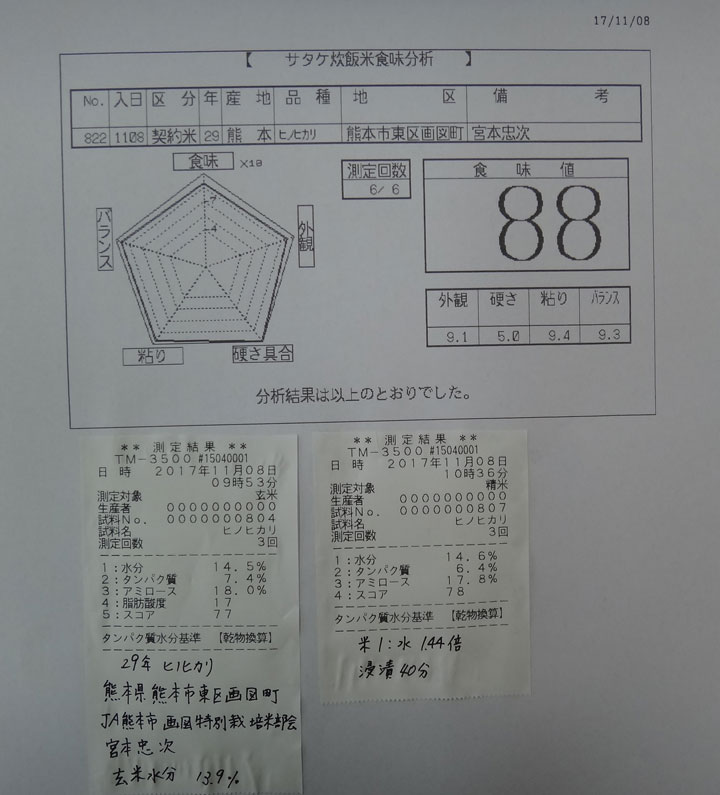 17/11/08
【 サタケ炊飯米食味分析 】
No. 入日 区分 年 産地 品種 地区 備考
822 1108 契約米 29 熊本 ヒノヒカリ 熊本市東区画図町 宮本忠次
食味 ×10
7
4
バランス
外観
粘り
硬さ具合
測定回数
6/ 6
食味値
88
外観 硬さ 粘り バランス
9.1 5.0 9.4 9.3
分析結果は以上のとおりでした。
** 測定結果 **
TM-3500 #15040001
日時 2017年11月08日
09時53分
測定対象 玄米
生産者 0000000000
試料No. 0000000804
試料名 ヒノヒカリ
測定回数 3回
1:水分 14.5%
2:タンパク質 7.4%
3:アミロース 18.0%
4:脂肪酸度 17
5:スコア 77
タンパク質水分基準 【乾物換算】
29年 ヒノヒカリ
熊本県熊本市東区画図町
JA熊本市 画図特別栽培米部会
宮本忠次
玄米水分 13.9%
** 測定結果 **
TM-3500 #15040001
日時 2017年11月08日
10時36分
測定対象 精米
生産者 0000000000
試料No. 0000000807
試料名 ヒノヒカリ
測定回数 3回
1:水分 14.6%
2:タンパク質 6.4%
3:アミロース 17.8%
4:スコア 78
タンパク質水分基準 【乾物換算】
米1:水 1.44倍
浸漬40分